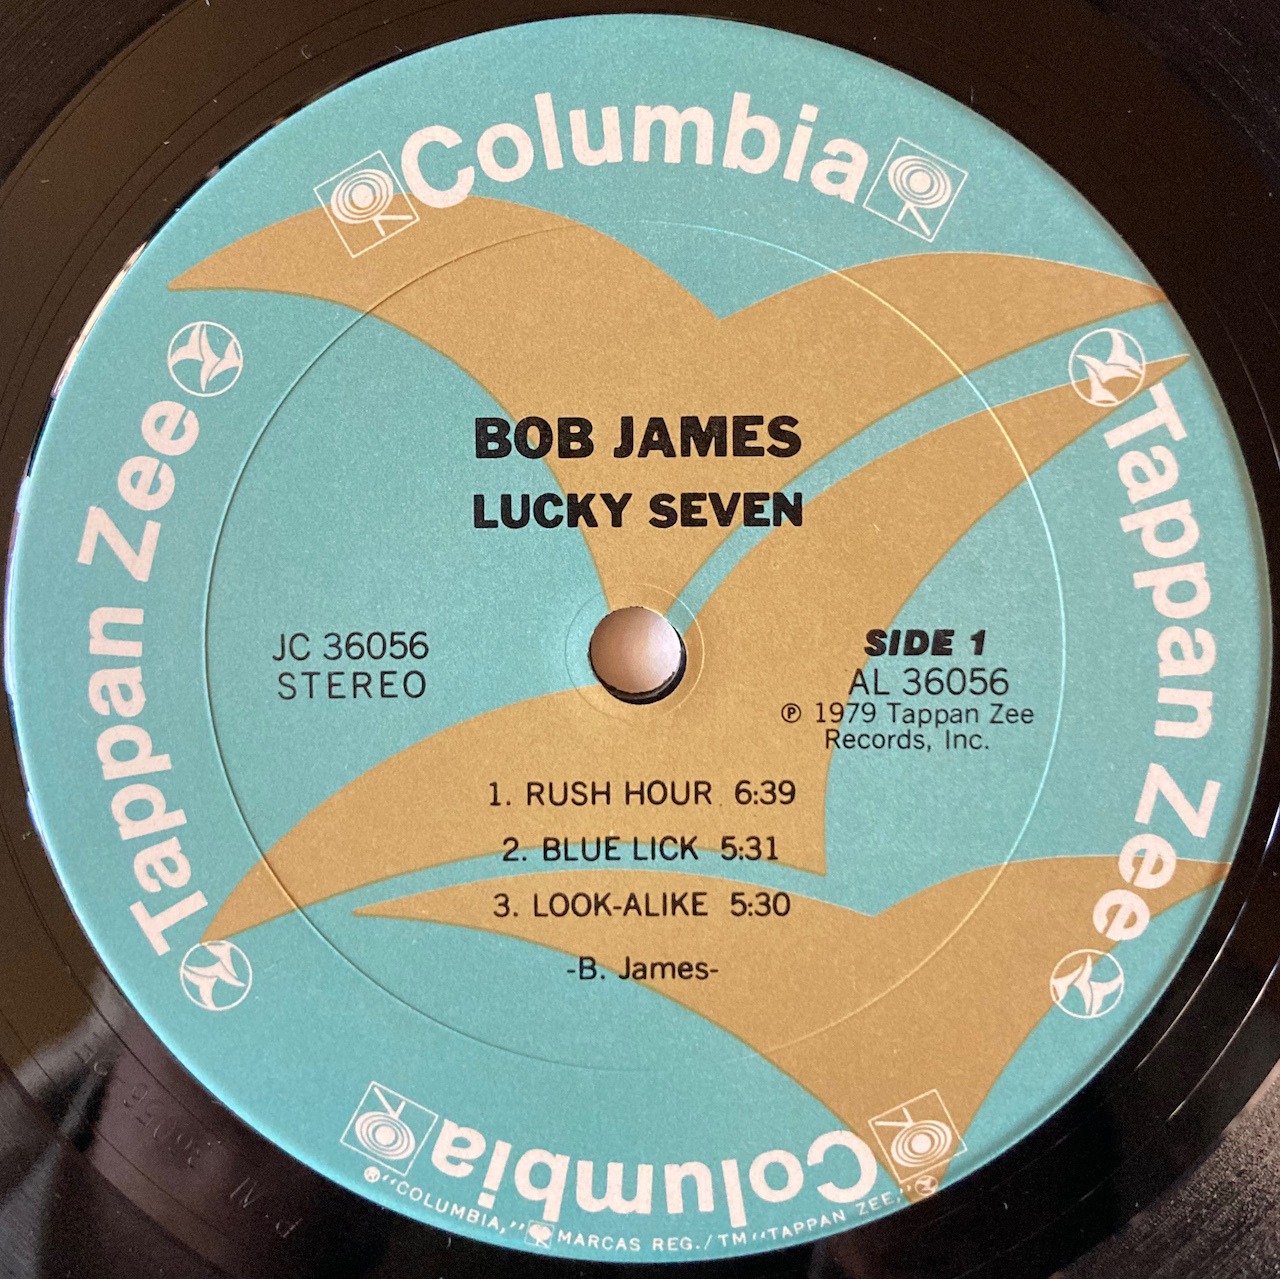 Columbia
Tappan Zee
Tappan Zee
BOB JAMES
LUCKY SEVEN
JC 36056
STEREO
SIDE 1
AL 36056
℗ 1979 Tappan Zee
Records, Inc.
1. RUSH HOUR 6:39
2. BLUE LICK 5:31
3. LOOK-ALIKE 5:30
-B. James-
Columbia
"COLUMBIA," MARCAS REG./TM "TAPPAN ZEE,"